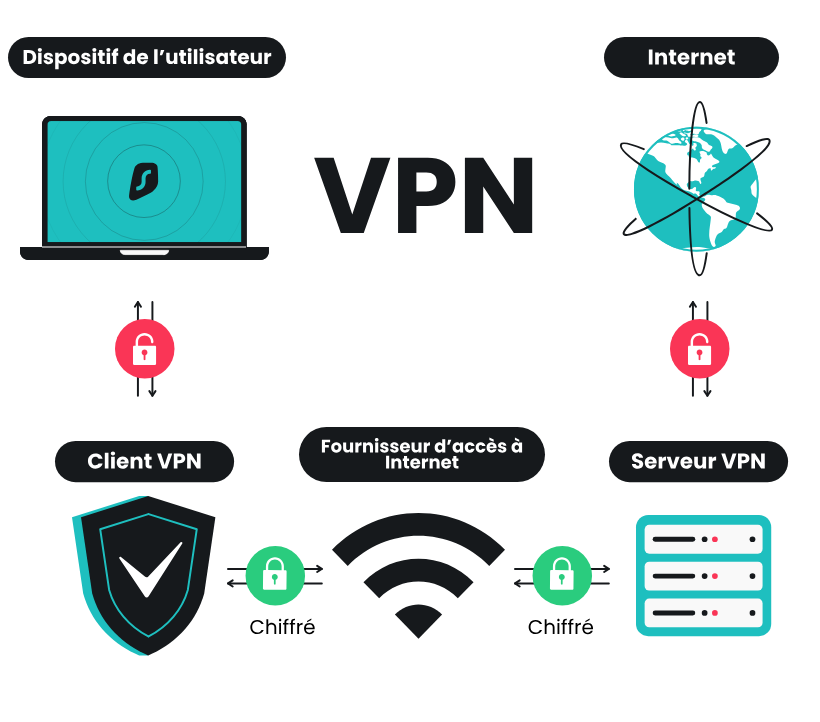 Dispositif de l’utilisateur
Internet
VPN
Client VPN
Fournisseur d’accès à
Internet
Serveur VPN
Chiffré
Chiffré